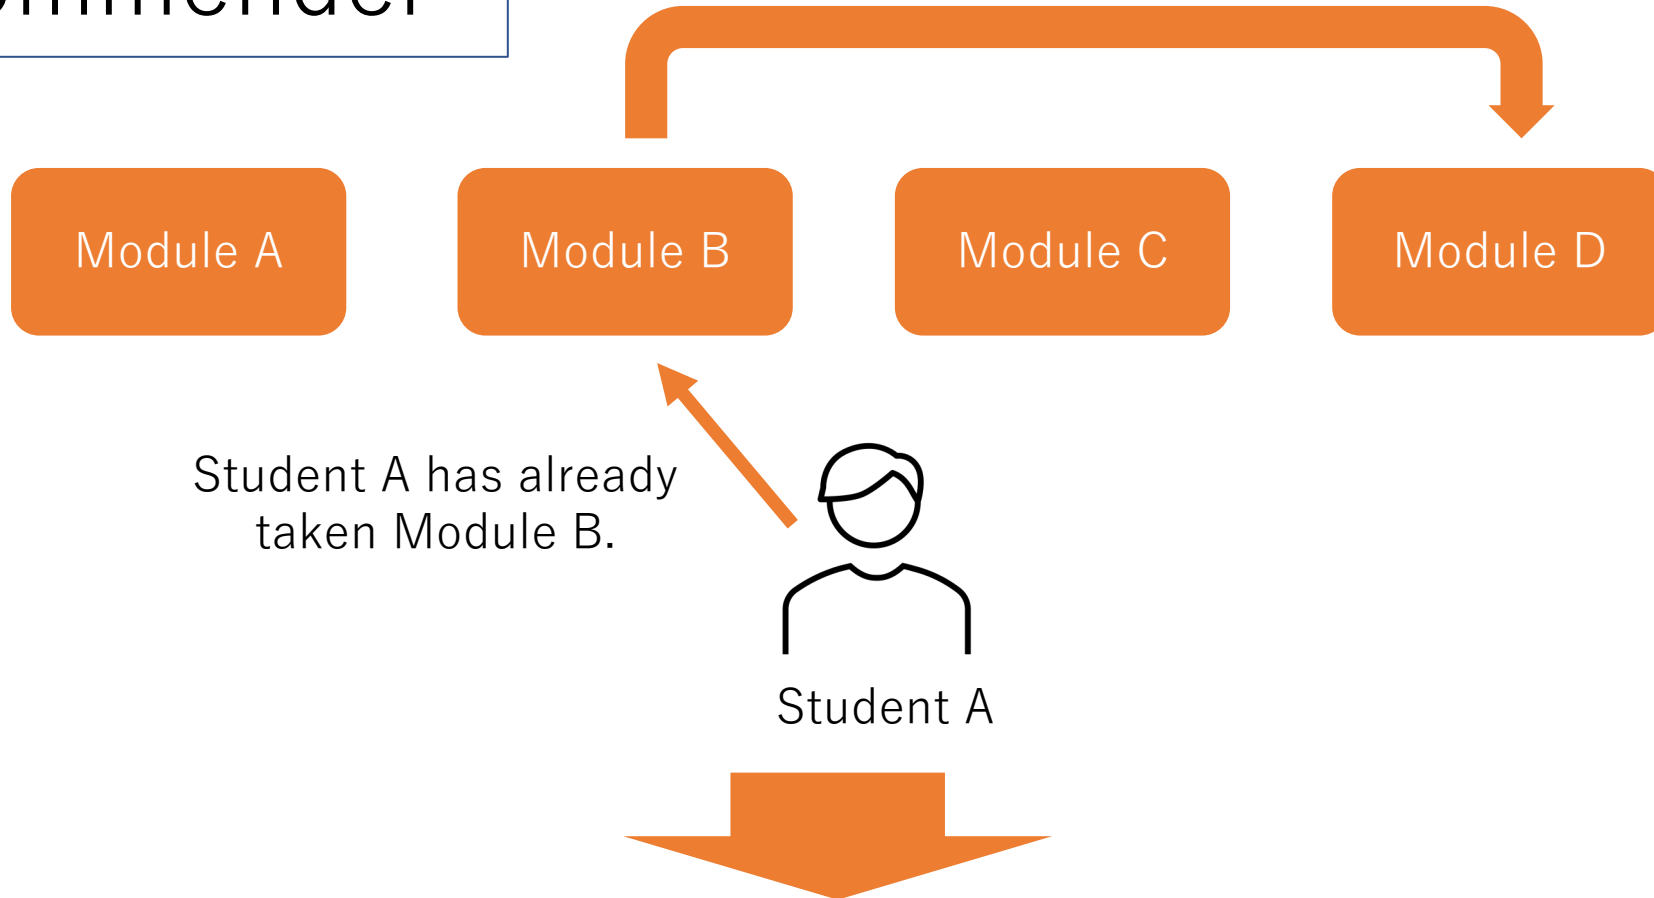 Module A
Module B
Module C
Module D
Student A has already
taken Module B.
Student A